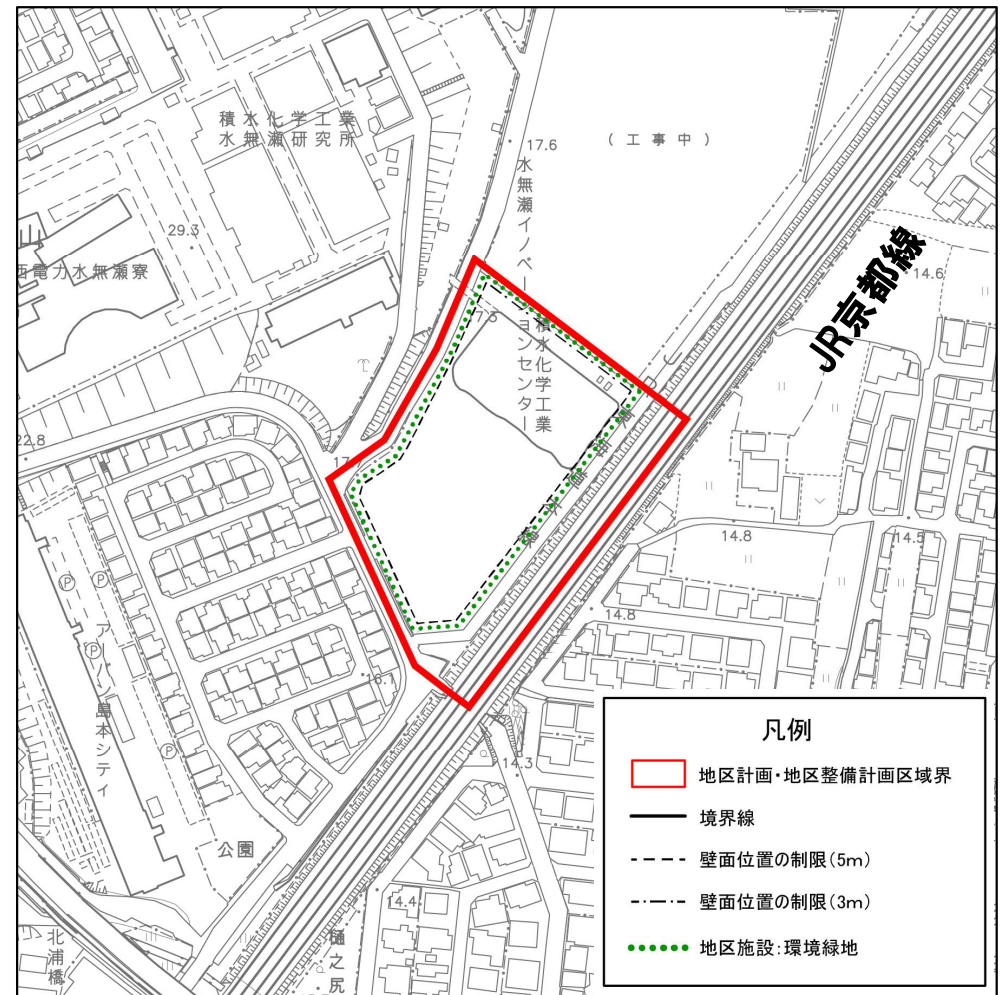 積水化学工業
水無瀬研究所
17.6
(工事中)
水無瀬イノベーションセンター
積水化学工業
29.3
西電力水無瀬寮
JR京都線
14.6
22.8
14.8
14.5
14.8
16.1
P
P
P
P
アーバン島本シティ
14.3
公園
14.4
北浦橋
樋之尻
凡例
地区計画・地区整備計画区域界
境界線
壁面位置の制限(5m)
壁面位置の制限(3m)
地区施設:環境緑地